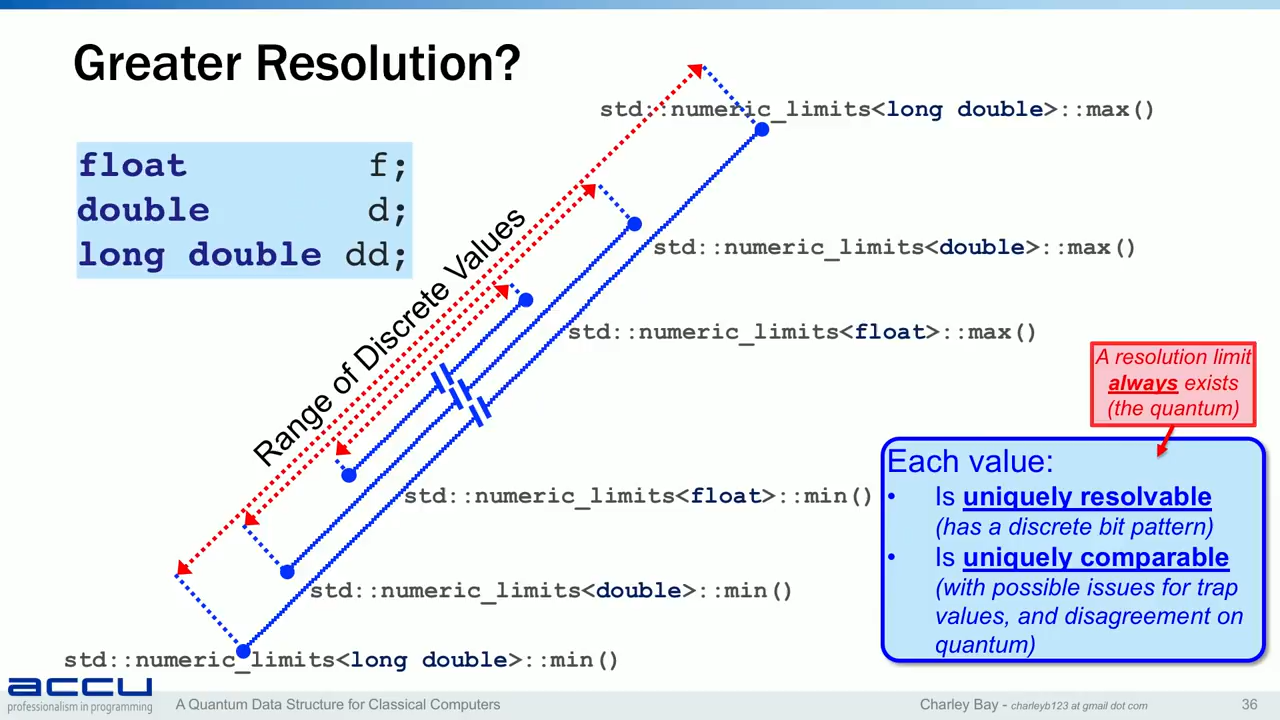 Greater Resolution?
std::numeric_limits<long double>::max()
float f;
double d;
long double dd;
Range of Discrete Values
std::numeric_limits<double>::max()
std::numeric_limits<float>::max()
A resolution limit
always exists
(the quantum)
Each value:
• Is uniquely resolvable
(has a discrete bit pattern)
• Is uniquely comparable
(with possible issues for trap
values, and disagreement on
quantum)
std::numeric_limits<float>::min()
std::numeric_limits<double>::min()
std::numeric_limits<long double>::min()
accu
professionalism in programming
A Quantum Data Structure for Classical Computers
Charley Bay - charleyb123 at gmail dot com
36